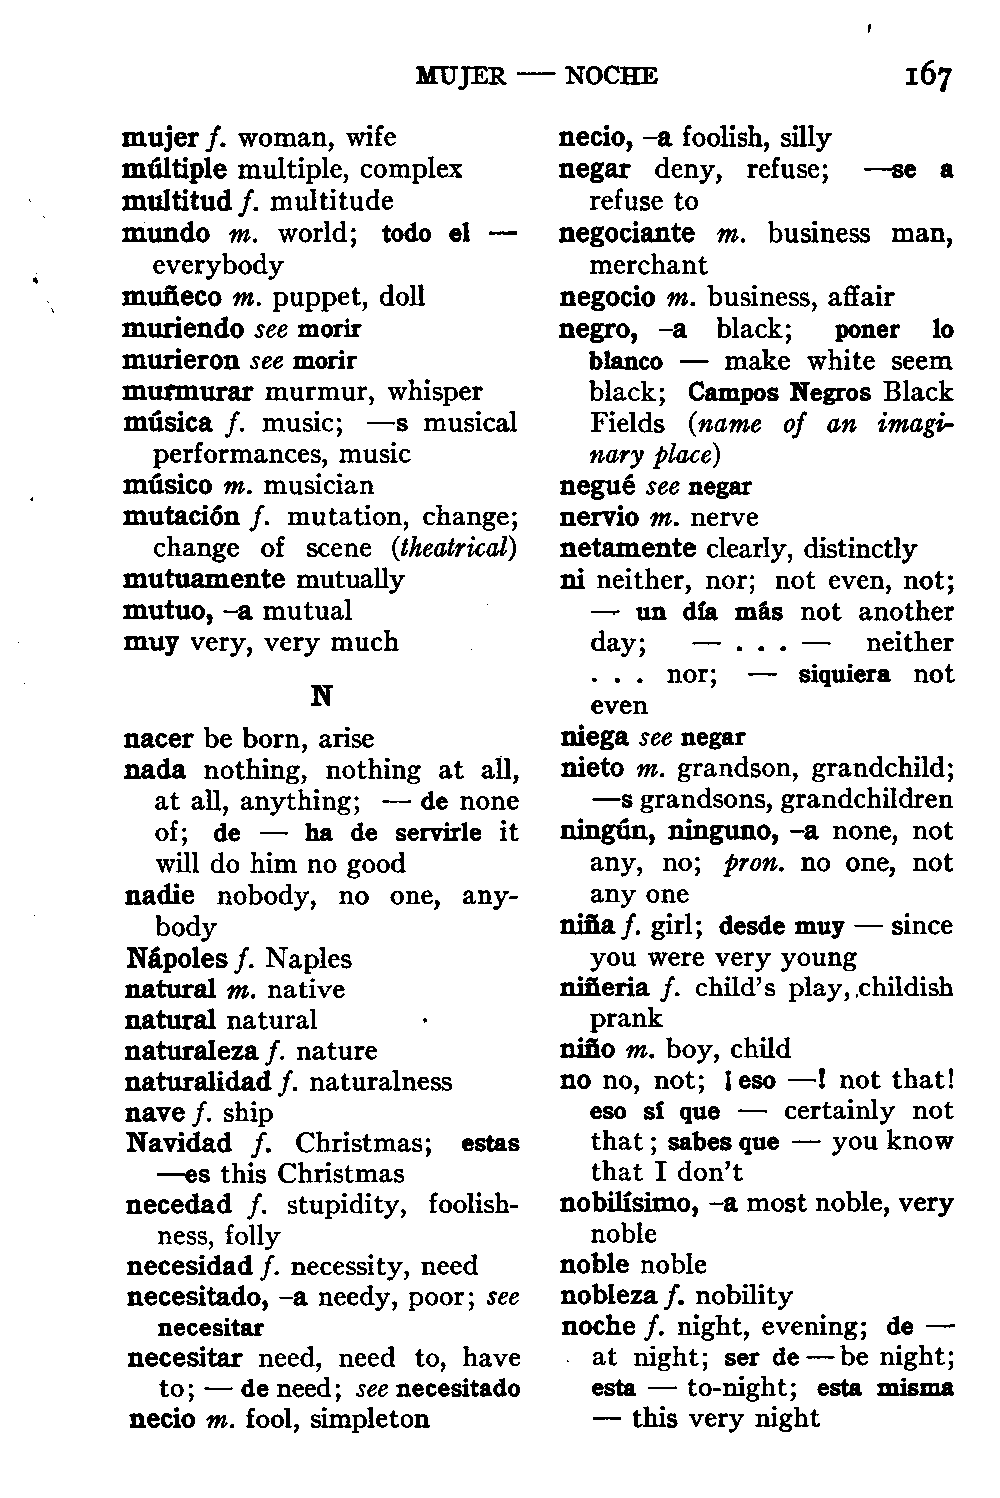 MUJER — NOCHE 167
mujer f. woman, wife
múltiple multiple, complex
multitud f. multitude
mundo m. world; todo el —
everybody
muñeco m. puppet, doll
muriendo see morir
murieron see morir
murmurar murmur, whisper
música f. music; —s musical
performances, music
músico m. musician
mutación f. mutation, change;
change of scene (theatrical)
mutuamente mutually
mutuo, –a mutual
muy very, very much
N
nacer be born, arise
nada nothing, nothing at all,
at all, anything; — de none
of; de — ha de servirle it
will do him no good
nadie nobody, no one, any-
body
Nápoles f. Naples
natural m. native
natural natural
naturaleza f. nature
naturalidad f. naturalness
nave f. ship
Navidad f. Christmas; estas
—es this Christmas
necedad f. stupidity, foolish-
ness, folly
necesidad f. necessity, need
necesitado, –a needy, poor; see
necesitar
necesitar need, need to, have
to; — de need; see necesitado
necio m. fool, simpleton
necio, –a foolish, silly
negar deny, refuse; —se a
refuse to
negociante m. business man,
merchant
negocio m. business, affair
negro, –a black; poner lo
blanco — make white seem
black; Campos Negros Black
Fields (name of an imagi-
nary place)
negué see negar
nervio m. nerve
netamente clearly, distinctly
ni neither, nor; not even, not;
— un día más not another
day; — . . . — neither
. . . nor; — siquiera not
even
niega see negar
nieto m. grandson, grandchild;
—s grandsons, grandchildren
ningún, ninguno, –a none, not
any, no; pron. no one, not
any one
niña f. girl; desde muy — since
you were very young
niñeria f. child's play, childish
prank
niño m. boy, child
no no, not; ¡eso —! not that!
eso sí que — certainly not
that; sabes que — you know
that I don't
nobilísimo, –a most noble, very
noble
noble noble
nobleza f. nobility
noche f. night, evening; de —
at night; ser de — be night;
esta — to-night; esta misma
— this very night